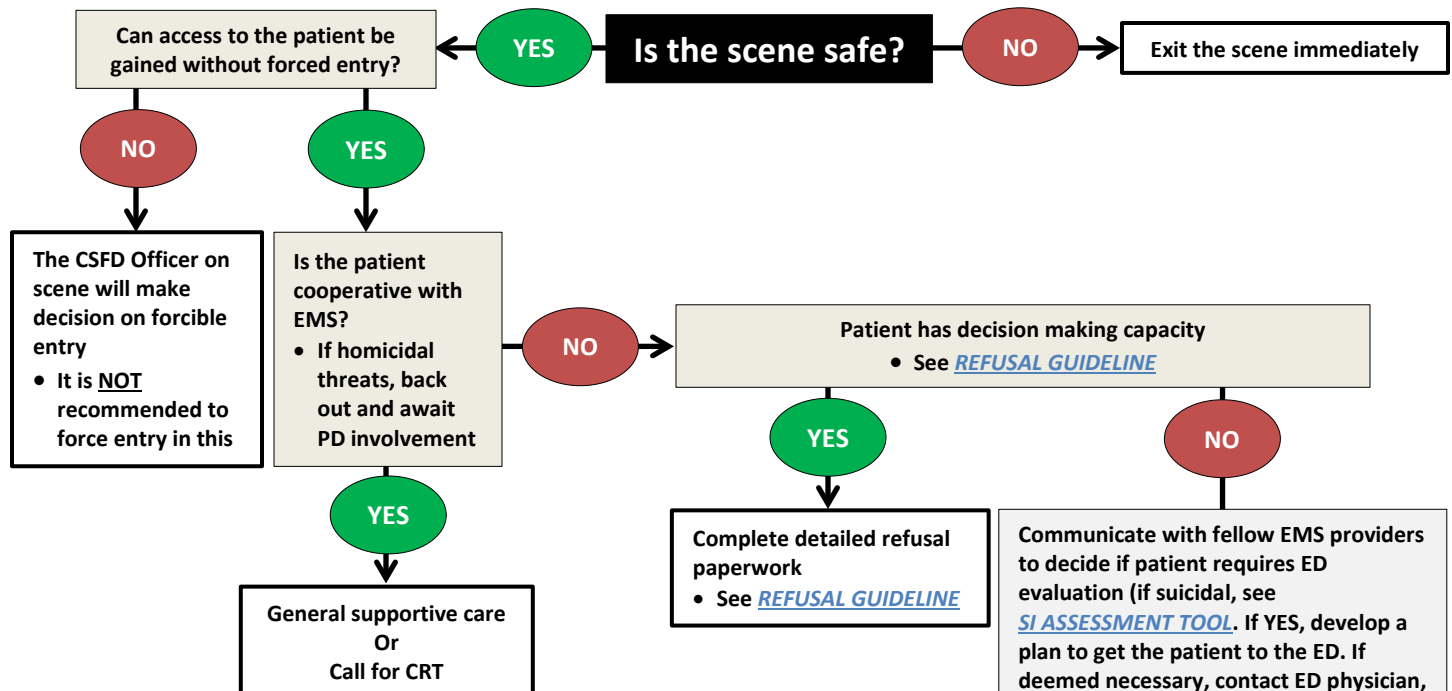 Is the scene safe?
YES
NO
Exit the scene immediately
Can access to the patient be
gained without forced entry?
NO
YES
The CSFD Officer on
scene will make
decision on forcible
entry
• It is NOT
recommended to
force entry in this
Is the patient
cooperative with
EMS?
• If homicidal
threats, back
out and await
PD involvement
NO
YES
General supportive care
Or
Call for CRT
Patient has decision making capacity
• See REFUSAL GUIDELINE
YES
NO
Complete detailed refusal
paperwork
• See REFUSAL GUIDELINE
Communicate with fellow EMS providers
to decide if patient requires ED
evaluation (if suicidal, see
SI ASSESSMENT TOOL. If YES, develop a
plan to get the patient to the ED. If
deemed necessary, contact ED physician,